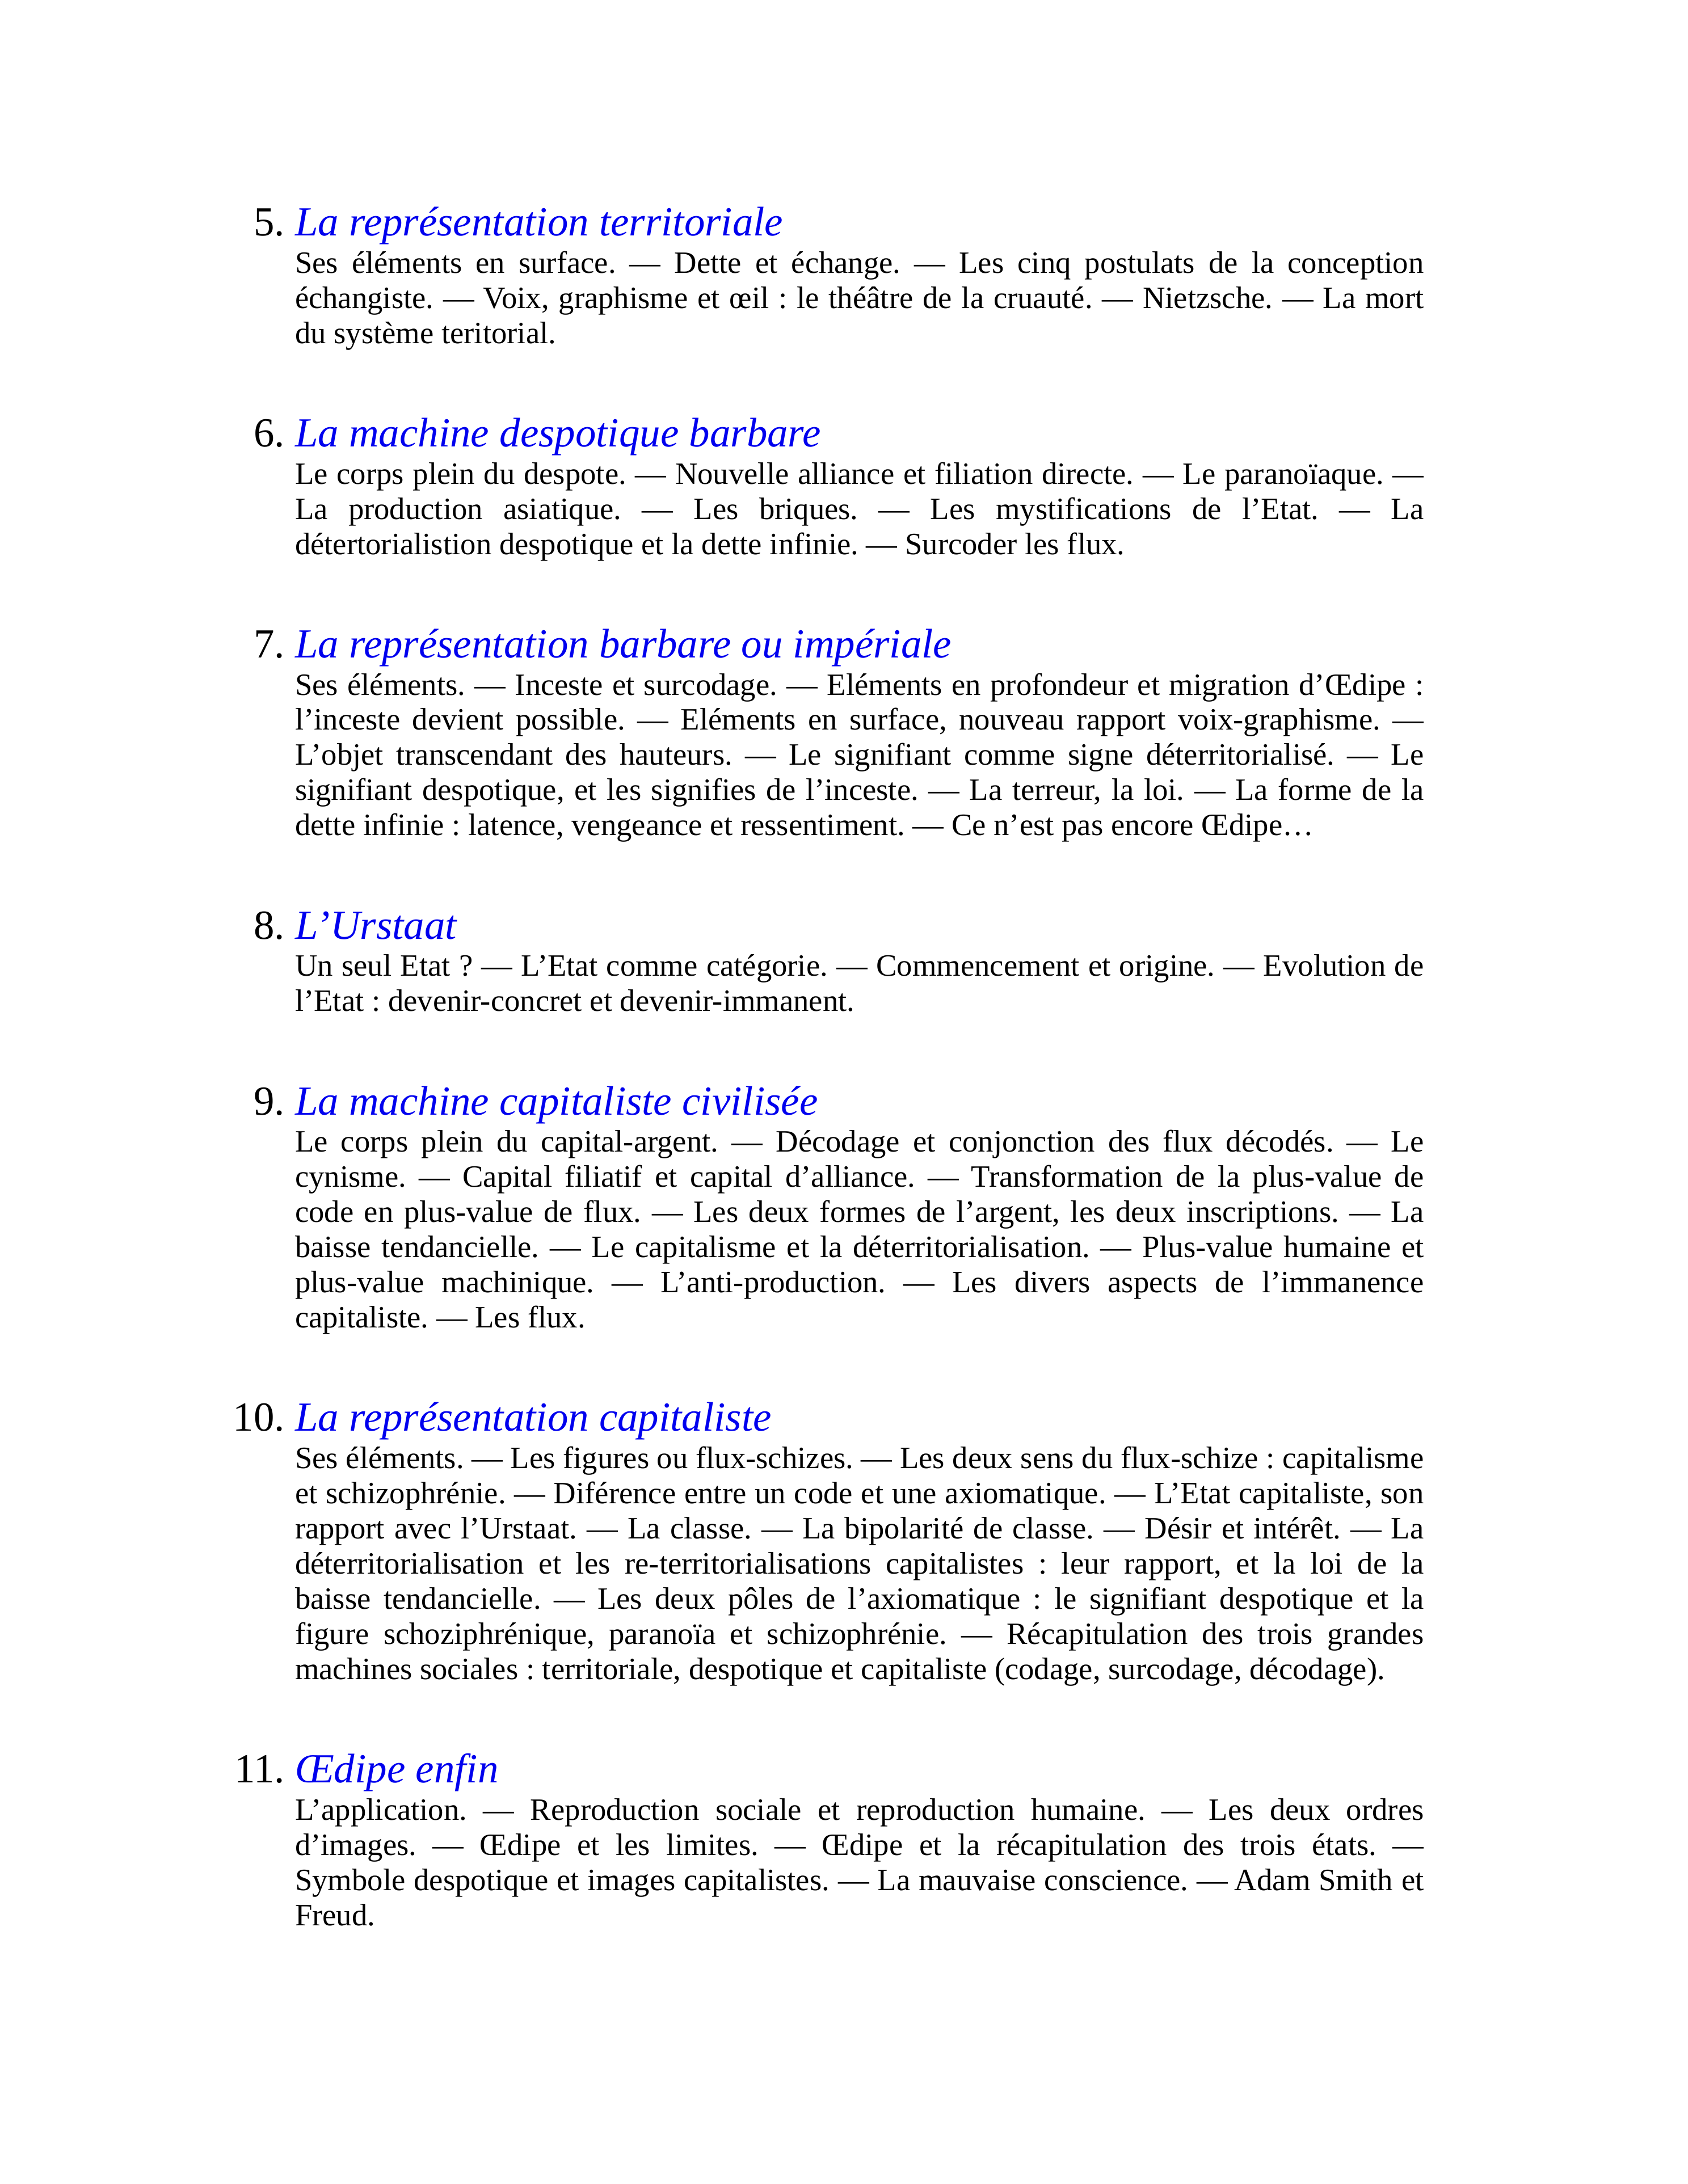 5. La représentation territoriale
Ses éléments en surface. — Dette et échange. — Les cinq postulats de la conception
échangiste. — Voix, graphisme et œil : le théâtre de la cruauté. — Nietzsche. — La mort
du système teritorial.
6. La machine despotique barbare
Le corps plein du despote. — Nouvelle alliance et filiation directe. — Le paranoïaque. —
La production asiatique. — Les briques. — Les mystifications de l’Etat. — La
détertorialistion despotique et la dette infinie. — Surcoder les flux.
7. La représentation barbare ou impériale
Ses éléments. — Inceste et surcodage. — Eléments en profondeur et migration d’Œdipe :
l’inceste devient possible. — Eléments en surface, nouveau rapport voix-graphisme. —
L’objet transcendant des hauteurs. — Le signifiant comme signe déterritorialisé. — Le
signifiant despotique, et les signifies de l’inceste. — La terreur, la loi. — La forme de la
dette infinie : latence, vengeance et ressentiment. — Ce n’est pas encore Œdipe…
8. L’Urstaat
Un seul Etat ? — L’Etat comme catégorie. — Commencement et origine. — Evolution de
l’Etat : devenir-concret et devenir-immanent.
9. La machine capitaliste civilisée
Le corps plein du capital-argent. — Décodage et conjonction des flux décodés. — Le
cynisme. — Capital filiatif et capital d’alliance. — Transformation de la plus-value de
code en plus-value de flux. — Les deux formes de l’argent, les deux inscriptions. — La
baisse tendancielle. — Le capitalisme et la déterritorialisation. — Plus-value humaine et
plus-value machinique. — L’anti-production. — Les divers aspects de l’immanence
capitaliste. — Les flux.
10. La représentation capitaliste
Ses éléments. — Les figures ou flux-schizes. — Les deux sens du flux-schize : capitalisme
et schizophrénie. — Diférence entre un code et une axiomatique. — L’Etat capitaliste, son
rapport avec l’Urstaat. — La classe. — La bipolarité de classe. — Désir et intérêt. — La
déterritorialisation et les re-territorialisations capitalistes : leur rapport, et la loi de la
baisse tendancielle. — Les deux pôles de l’axiomatique : le signifiant despotique et la
figure schoziphrénique, paranoïa et schizophrénie. — Récapitulation des trois grandes
machines sociales : territoriale, despotique et capitaliste (codage, surcodage, décodage).
11. Œdipe enfin
L’application. — Reproduction sociale et reproduction humaine. — Les deux ordres
d’images. — Œdipe et les limites. — Œdipe et la récapitulation des trois états. —
Symbole despotique et images capitalistes. — La mauvaise conscience. — Adam Smith et
Freud.